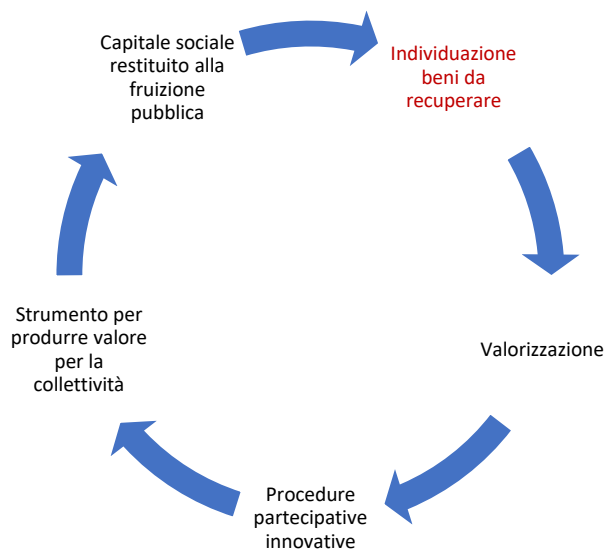 Capitale sociale
restituito alla
fruizione
pubblica
Individuazione
beni da
recuperare
Valorizzazione
Procedure
partecipative
innovative
Strumento per
produrre valore
per la
collettività